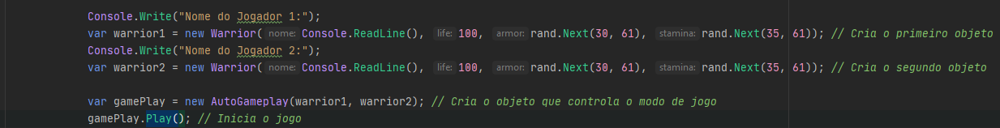 Console.Write("Nome do Jogador 1:");
var warrior1 = new Warrior( nome: Console.ReadLine(), life: 100, armor: rand.Next(30, 61), stamina: rand.Next(35, 61)); // Cria o primeiro objeto
Console.Write("Nome do Jogador 2:");
var warrior2 = new Warrior( nome: Console.ReadLine(), life: 100, armor: rand.Next(30, 61), stamina: rand.Next(35, 61)); // Cria o segundo objeto
var gamePlay = new AutoGameplay(warrior1, warrior2); // Cria o objeto que controla o modo de jogo
gamePlay.Play(); // Inicia o jogo